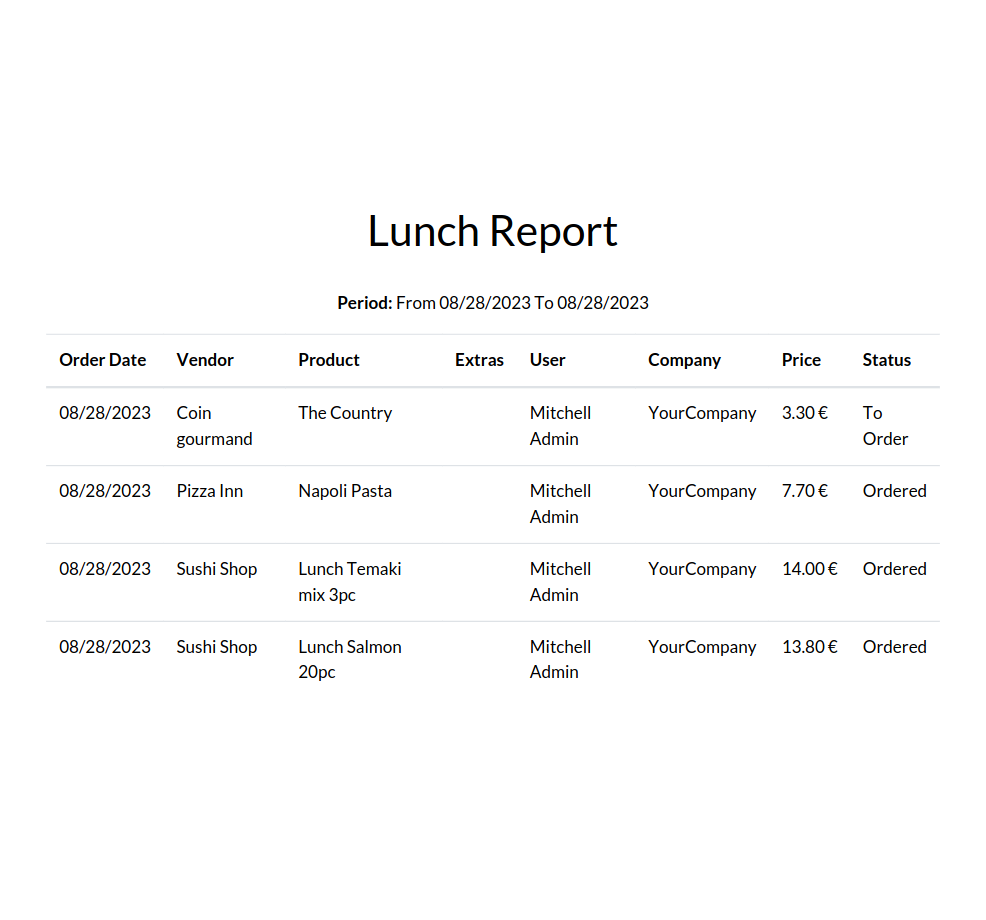 Lunch Report
Period: From 08/28/2023 To 08/28/2023
Order Date Vendor Product Extras User Company Price Status
08/28/2023 Coin The Country Mitchell YourCompany 3.30 € To
gourmand Admin Order
08/28/2023 Pizza Inn Napoli Pasta Mitchell YourCompany 7.70 € Ordered
Admin
08/28/2023 Sushi Shop Lunch Temaki Mitchell YourCompany 14.00 € Ordered
mix 3pc Admin
08/28/2023 Sushi Shop Lunch Salmon Mitchell YourCompany 13.80 € Ordered
20pc Admin